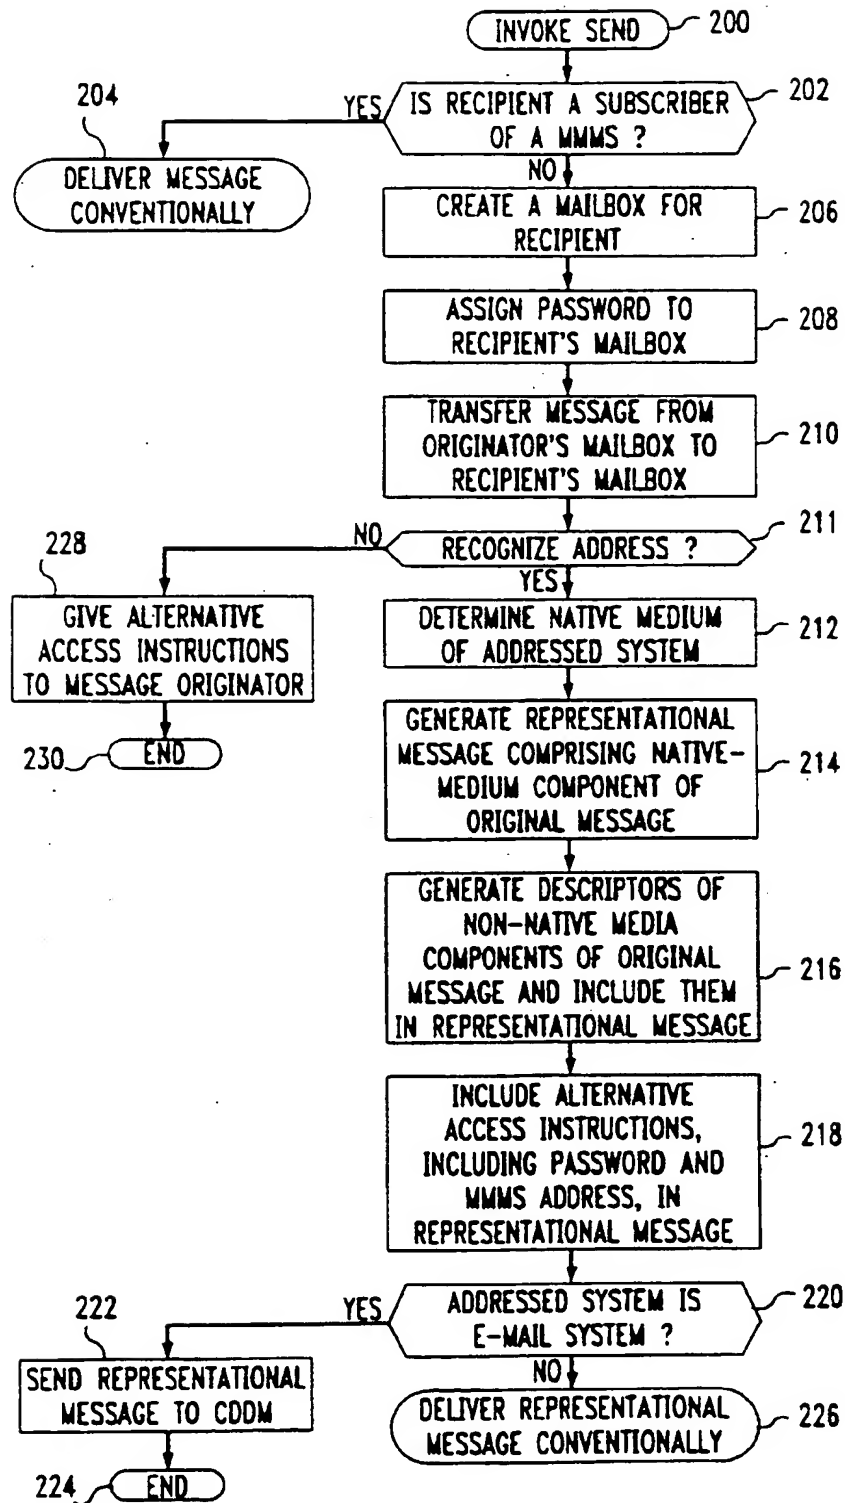 INVOKE SEND
200
IS RECIPIENT A SUBSCRIBER
OF A MMMS ?
202
YES
204
DELIVER MESSAGE
CONVENTIONALLY
NO
CREATE A MAILBOX FOR
RECIPIENT
206
ASSIGN PASSWORD TO
RECIPIENT'S MAILBOX
208
TRANSFER MESSAGE FROM
ORIGINATOR'S MAILBOX TO
RECIPIENT'S MAILBOX
210
RECOGNIZE ADDRESS ?
211
NO
228
GIVE ALTERNATIVE
ACCESS INSTRUCTIONS
TO MESSAGE ORIGINATOR
END
230
YES
DETERMINE NATIVE MEDIUM
OF ADDRESSED SYSTEM
212
GENERATE REPRESENTATIONAL
MESSAGE COMPRISING NATIVE-
MEDIUM COMPONENT OF
ORIGINAL MESSAGE
214
GENERATE DESCRIPTORS OF
NON-NATIVE MEDIA
COMPONENTS OF ORIGINAL
MESSAGE AND INCLUDE THEM
IN REPRESENTATIONAL MESSAGE
216
INCLUDE ALTERNATIVE
ACCESS INSTRUCTIONS,
INCLUDING PASSWORD AND
MMMS ADDRESS, IN
REPRESENTATIONAL MESSAGE
218
ADDRESSED SYSTEM IS
E-MAIL SYSTEM ?
220
YES
222
SEND REPRESENTATIONAL
MESSAGE TO CDDM
END
224
NO
DELIVER REPRESENTATIONAL
MESSAGE CONVENTIONALLY
226